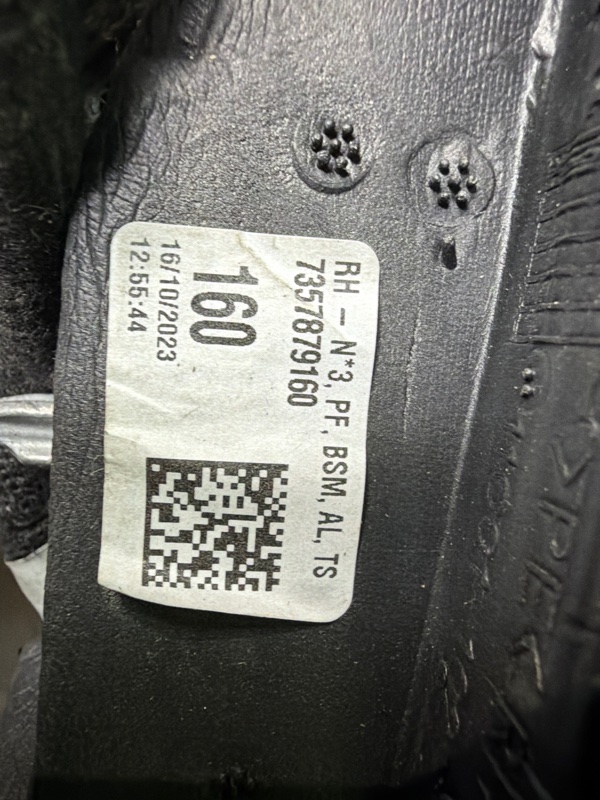 RH - N*3, PF, BSM, AL, TS
7357879160
160
16/10/2023
12:55:44